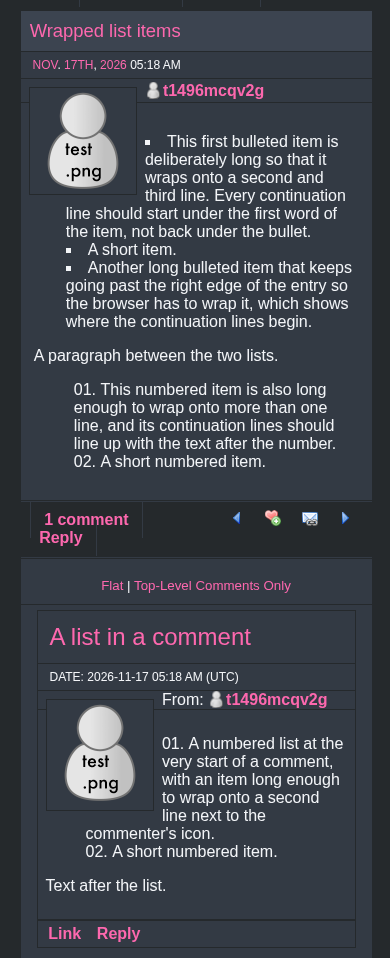 Wrapped list items
NOV. 17TH, 2026 05:18 AM
t1496mcqv2g
test
.png
▪ This first bulleted item is
deliberately long so that it
wraps onto a second and
third line. Every continuation
line should start under the first word of
the item, not back under the bullet.
▪ A short item.
▪ Another long bulleted item that keeps
going past the right edge of the entry so
the browser has to wrap it, which shows
where the continuation lines begin.
A paragraph between the two lists.
01. This numbered item is also long
enough to wrap onto more than one
line, and its continuation lines should
line up with the text after the number.
02. A short numbered item.
1 comment
Reply
Flat | Top-Level Comments Only
A list in a comment
DATE: 2026-11-17 05:18 AM (UTC)
From: t1496mcqv2g
test
.png
01. A numbered list at the
very start of a comment,
with an item long enough
to wrap onto a second
line next to the
commenter's icon.
02. A short numbered item.
Text after the list.
Link Reply